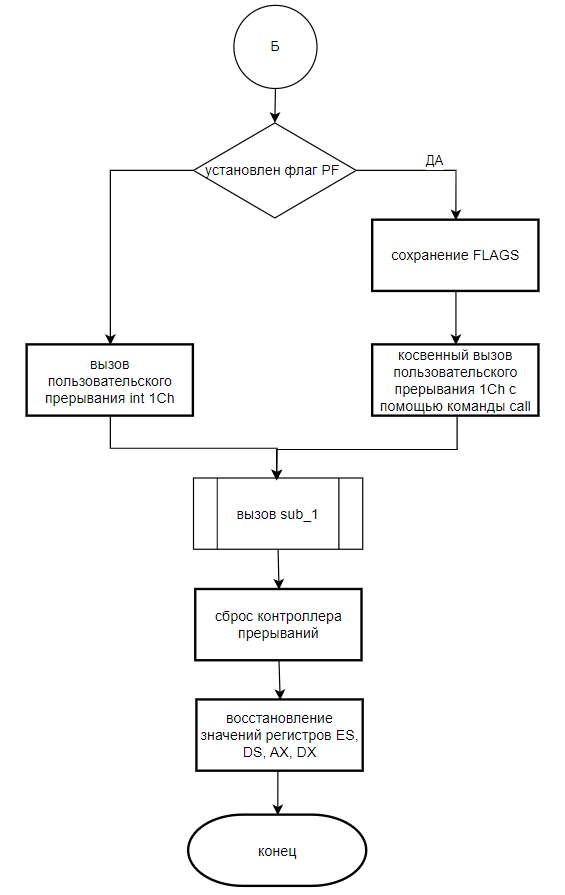 Б
установлен флаг PF
ДА
сохранение FLAGS
вызов
пользовательского
прерывания int 1Ch
косвенный вызов
пользовательского
прерывания 1Ch с
помощью команды call
вызов sub_1
сброс контроллера
прерываний
восстановление
значений регистров ES,
DS, AX, DX
конец